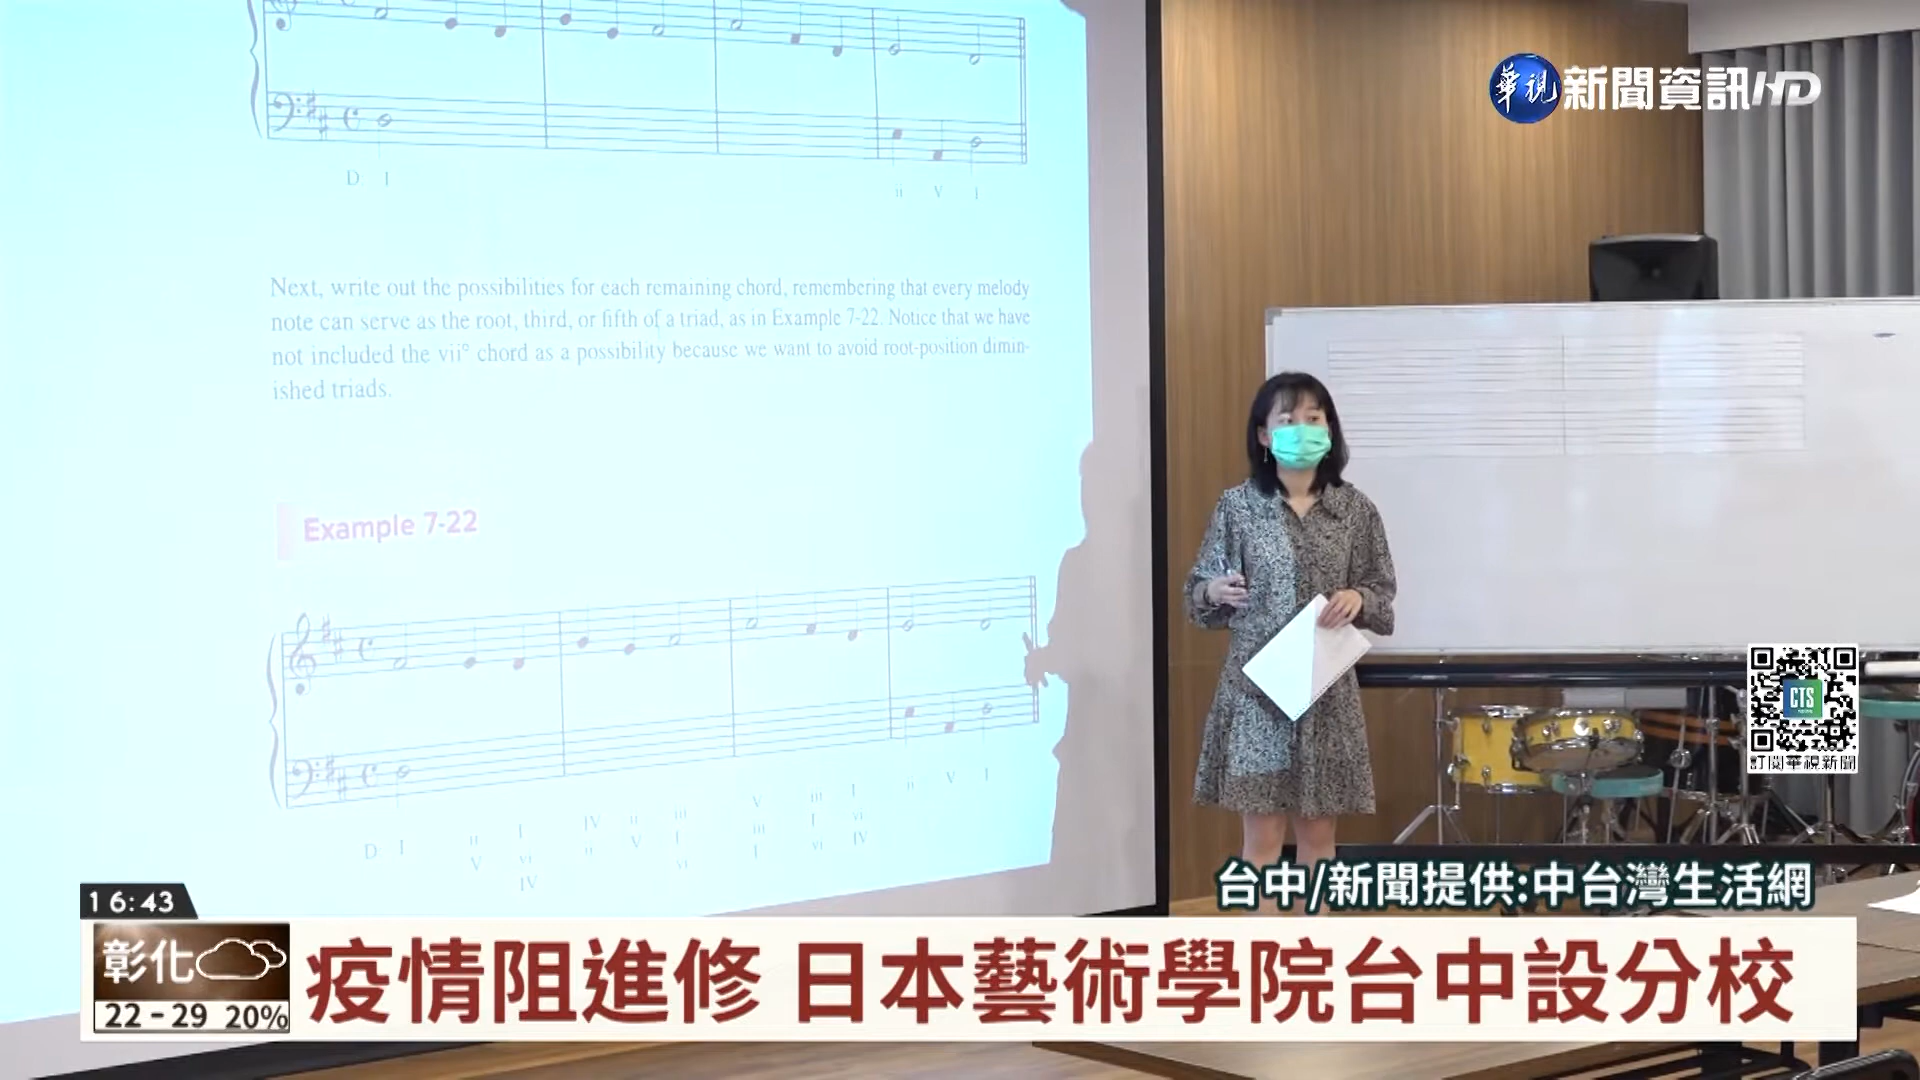 華視 新聞資訊HD
D I ii V I
Next, write out the possibilities for each remaining chord, remembering that every melody
note can serve as the root, third, or fifth of a triad, as in Example 7-22. Notice that we have
not included the vii° chord as a possibility because we want to avoid root-position dimin-
ished triads.
Example 7-22
CTS
訂閱華視新聞
D I ii I IV ii iii V iii I ii V I
V vi ii V I iii I vi
IV vi I vi IV
台中/新聞提供:中台灣生活網
16:43
彰化
22-29 20%
疫情阻進修 日本藝術學院台中設分校